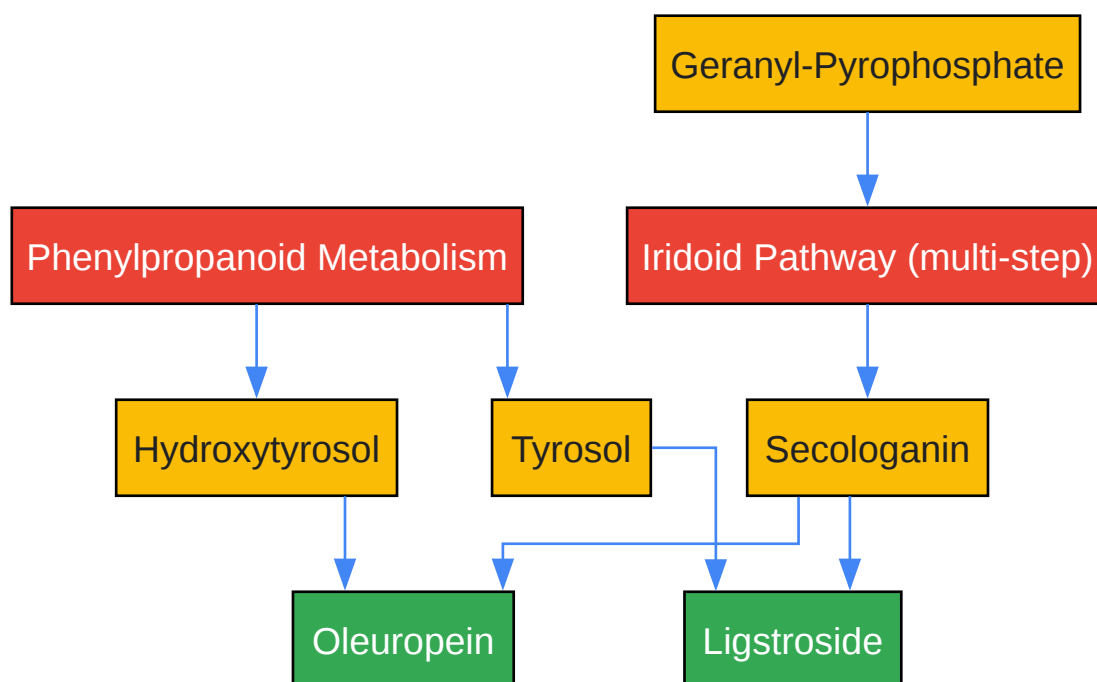 Geranyl-Pyrophosphate
Phenylpropanoid Metabolism
Iridoid Pathway (multi-step)
Hydroxytyrosol
Tyrosol
Secologanin
Oleuropein
Ligstroside